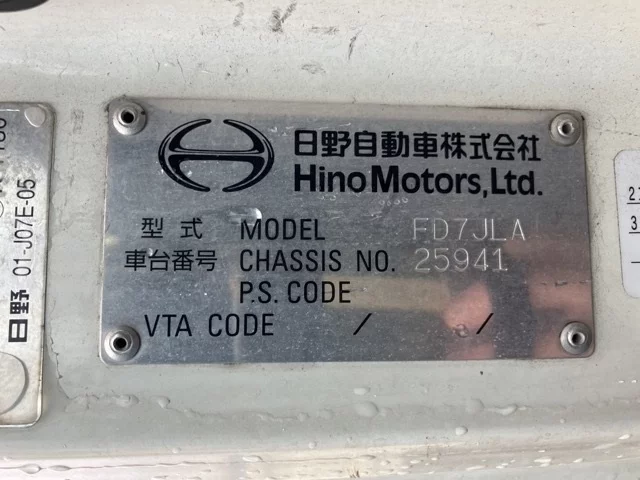 日野自動車株式会社
Hino Motors, Ltd.
型式 MODEL FD7JLA
車台番号 CHASSIS NO. 25941
P.S. CODE
VTA CODE / /
日野 01-J07E-05